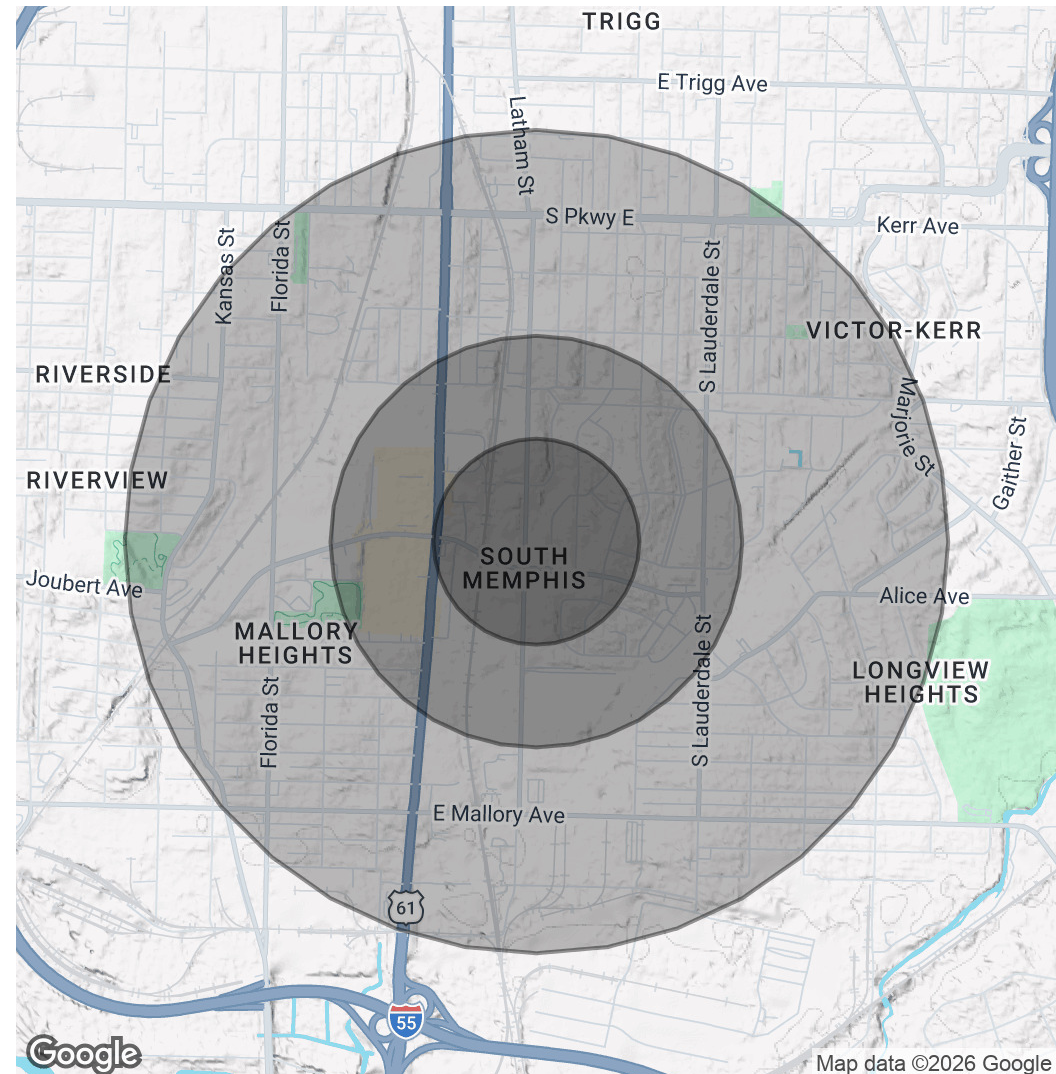 TRIGG
E Trigg Ave
Latham St
S Pkwy E
Kerr Ave
Kansas St
Florida St
S Lauderdale St
VICTOR-KERR
RIVERSIDE
Marjorie St
Gaither St
RIVERVIEW
SOUTH
MEMPHIS
Joubert Ave
Alice Ave
MALLORY
HEIGHTS
LONGVIEW
HEIGHTS
Florida St
S Lauderdale St
E Mallory Ave
61
55
Google
Map data ©2026 Google